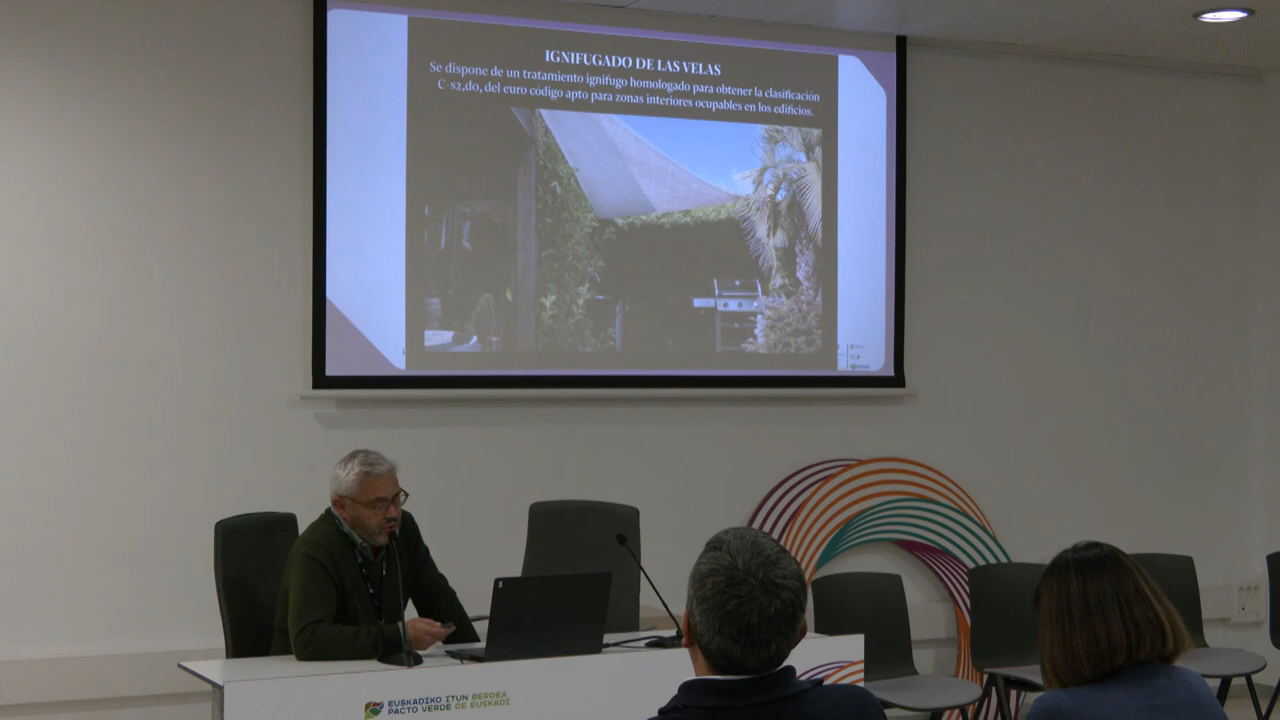 IGNIFUGADO DE LAS VELAS
Se dispone de un tratamiento ignífugo homologado para obtener la clasificación
C-s2,d0, del euro código apto para zonas interiores ocupables en los edificios.
EUSKADIKO ITUN BERDEA
PACTO VERDE DE EUSKADI